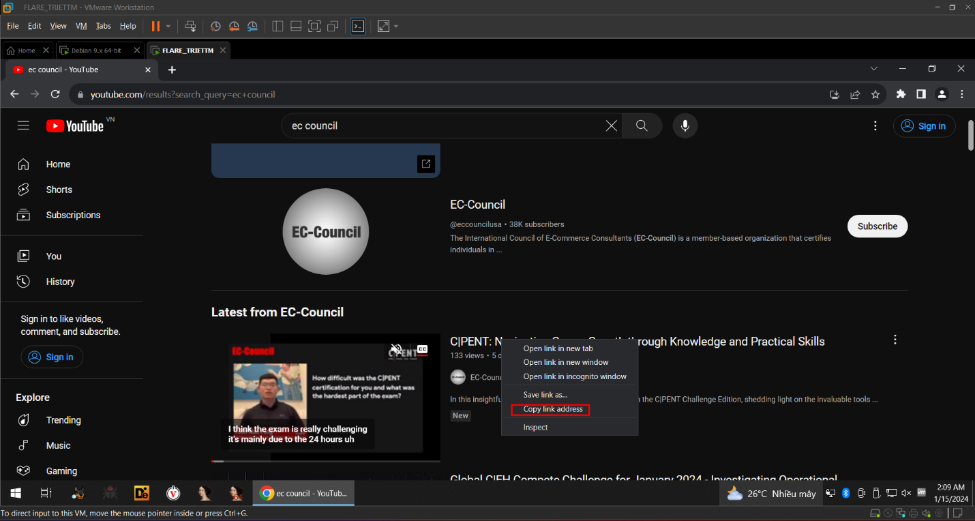 FLARE_TRIETTM - VMware Workstation
File Edit View VM Tabs Help
Home Debian 9.x 64-bit FLARE_TRIETTM
ec council - YouTube
youtube.com/results?search_query=ec+council
YouTube VN
ec council
Sign in
Home
Shorts
Subscriptions
You
History
Sign in to like videos,
comment, and subscribe.
Sign in
Explore
Trending
Music
Gaming
EC-Council
EC-Council
@eccouncilusa • 38K subscribers
The International Council of E-Commerce Consultants (EC-Council) is a member-based organization that certifies
individuals in ...
Subscribe
Latest from EC-Council
EC-Council
C|PENT
CC
How difficult was the C|PENT
certification for you and what
was the hardest part of the exam?
I think the exam is really challenging
it's mainly due to the 24 hours uh
C|PENT: Navigating Career Growth through Knowledge and Practical Skills
133 views • 5
EC-Coun
In this insightfu
the C|PENT Challenge Edition, shedding light on the invaluable tools ...
New
Open link in new tab
Open link in new window
Open link in incognito window
Save link as...
Copy link address
Inspect
Global C|EH Compete Challenge for January 2024 - Investigating Operational
ec council - YouTub...
26°C Nhiều mây
2:09 AM
1/15/2024
To direct input to this VM, move the mouse pointer inside or press Ctrl+G.